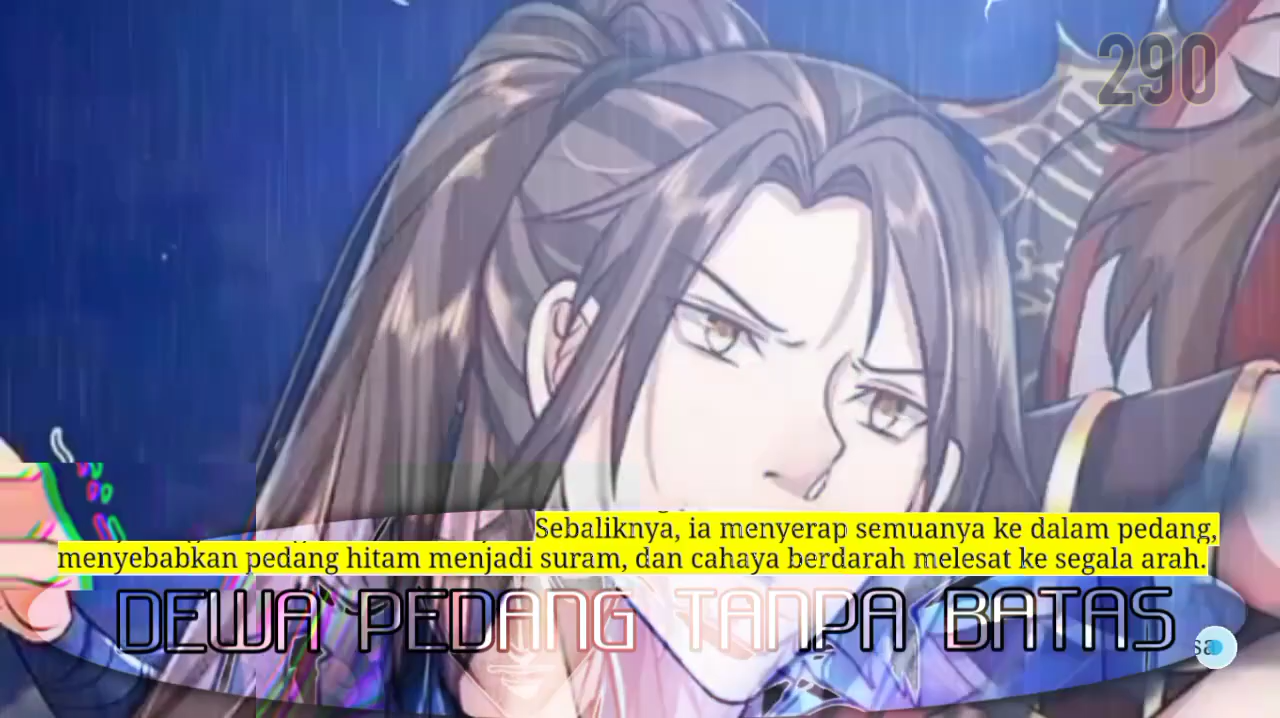 290
Sebaliknya, ia menyerap semuanya ke dalam pedang,
menyebabkan pedang hitam menjadi suram, dan cahaya berdarah melesat ke segala arah.
DEWA PEDANG TANPA BATAS